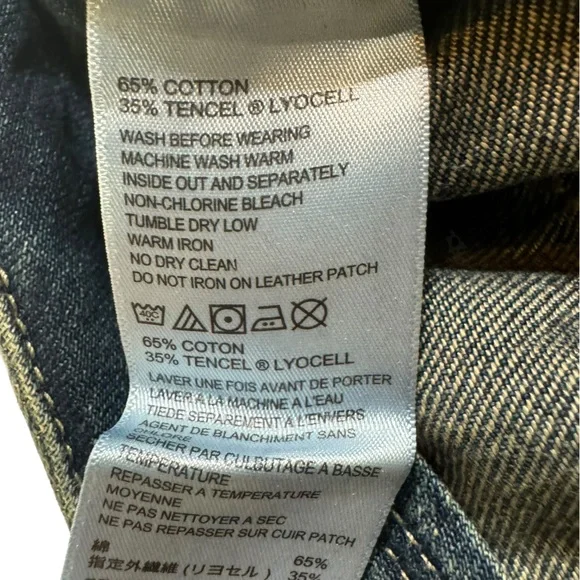 65% COTTON
35% TENCEL ® LYOCELL
WASH BEFORE WEARING
MACHINE WASH WARM
INSIDE OUT AND SEPARATELY
NON-CHLORINE BLEACH
TUMBLE DRY LOW
WARM IRON
NO DRY CLEAN
DO NOT IRON ON LEATHER PATCH
40C
65% COTON
35% TENCEL ® LYOCELL
LAVER UNE FOIS AVANT DE PORTER
LAVER A LA MACHINE A L'EAU
TIEDE SEPAREMENT A L'ENVERS
AGENT DE BLANCHIMENT SANS
CHLORE
SECHER PAR CULBUTAGE A BASSE
TEMPERATURE
REPASSER A TEMPERATURE
MOYENNE
NE PAS NETTOYER A SEC
NE PAS REPASSER SUR CUIR PATCH
綿 65%
指定外繊維 (リヨセル) 35%